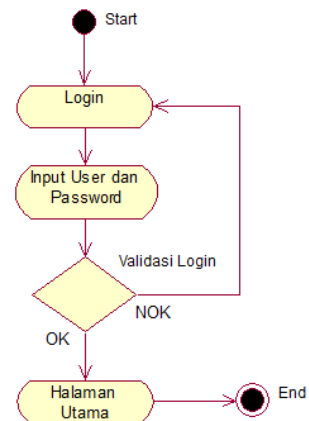 Start
Login
Input User dan
Password
Validasi Login
NOK
OK
Halaman
Utama
End